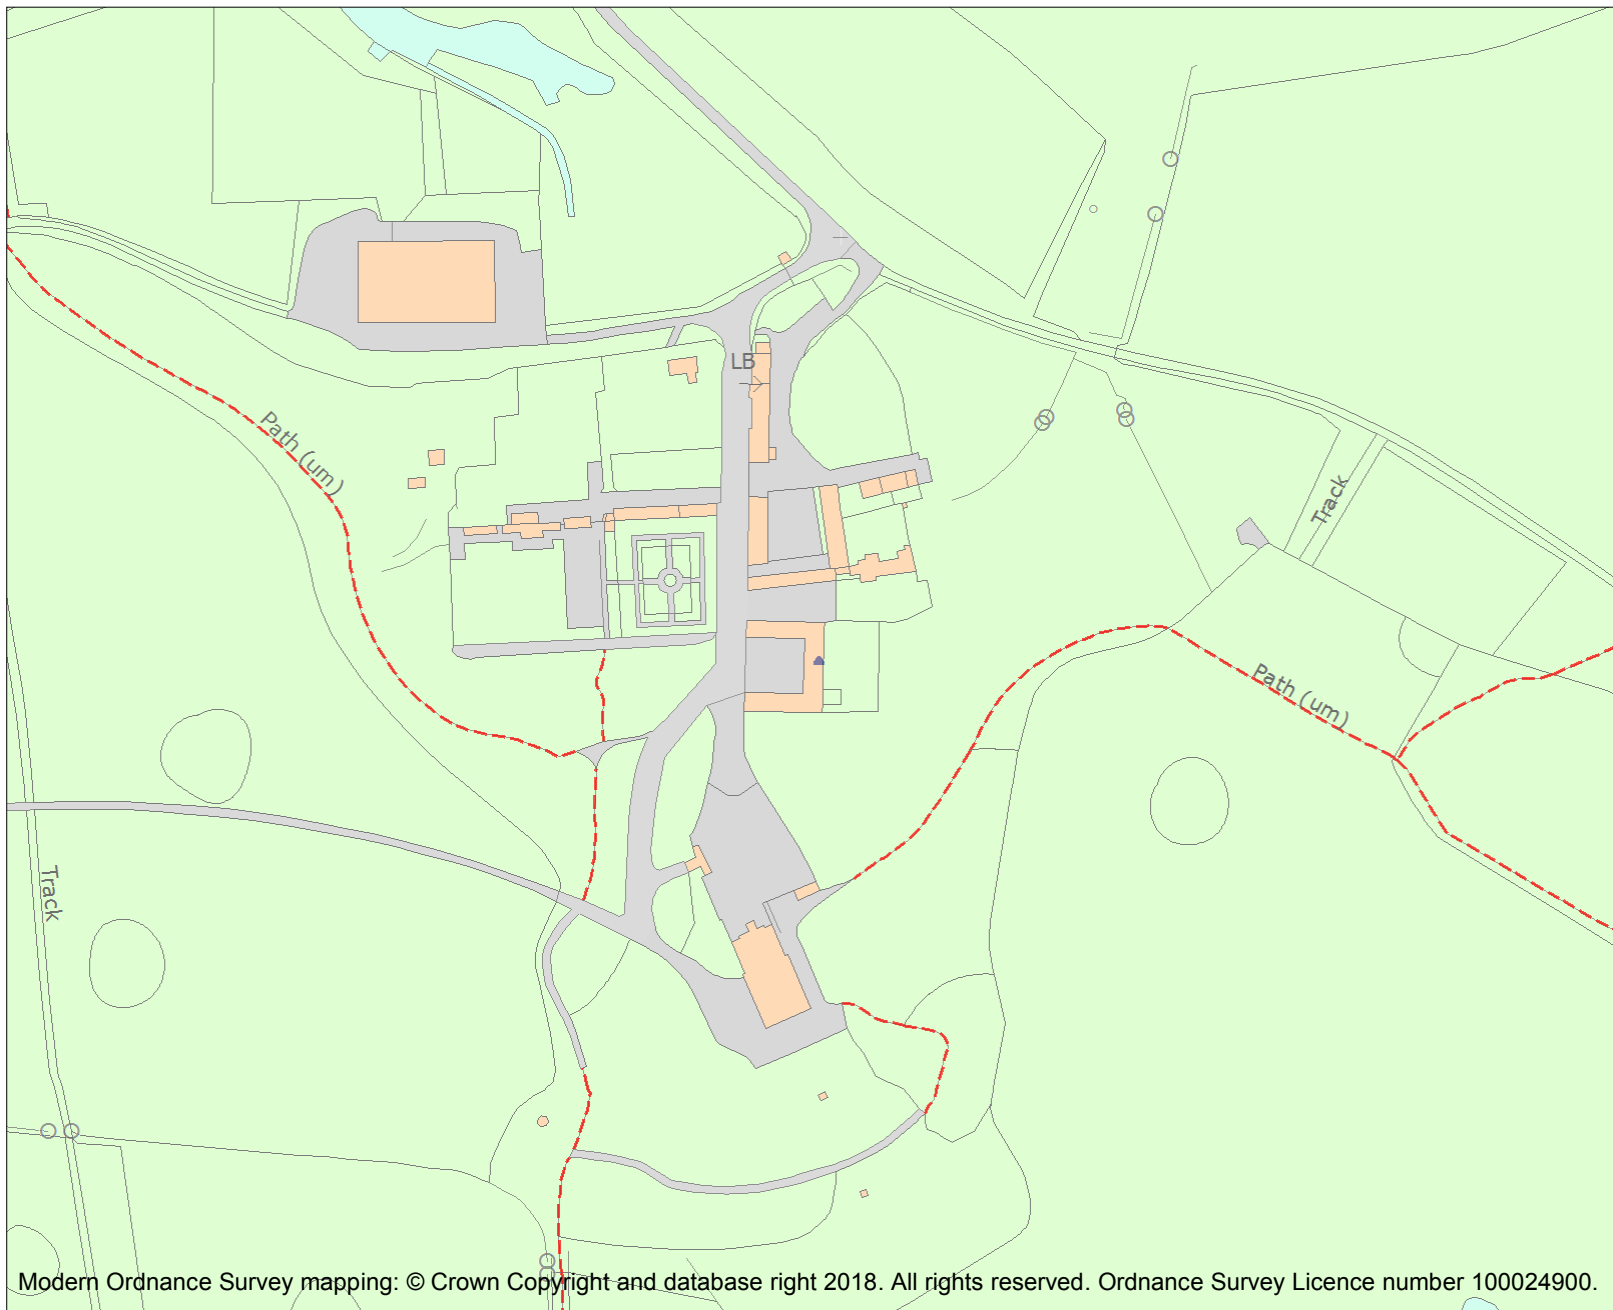 LB
Path (um)
Track
Path (um)
Track
Modern Ordnance Survey mapping: © Crown Copyright and database right 2018. All rights reserved. Ordnance Survey Licence number 100024900.